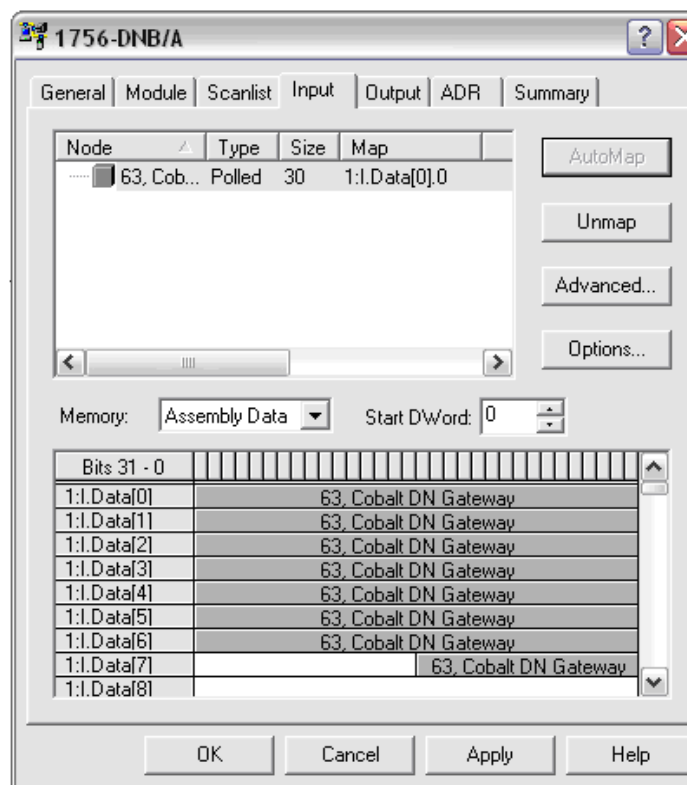 1756-DNB/A
General Module Scanlist Input Output ADR Summary
Node Type Size Map
63, Cob... Polled 30 1:I.Data[0].0
AutoMap
Unmap
Advanced...
Options...
Memory: Assembly Data Start DWord: 0
Bits 31 - 0
1:I.Data[0] 63, Cobalt DN Gateway
1:I.Data[1] 63, Cobalt DN Gateway
1:I.Data[2] 63, Cobalt DN Gateway
1:I.Data[3] 63, Cobalt DN Gateway
1:I.Data[4] 63, Cobalt DN Gateway
1:I.Data[5] 63, Cobalt DN Gateway
1:I.Data[6] 63, Cobalt DN Gateway
1:I.Data[7] 63, Cobalt DN Gateway
1:I.Data[8]
OK Cancel Apply Help